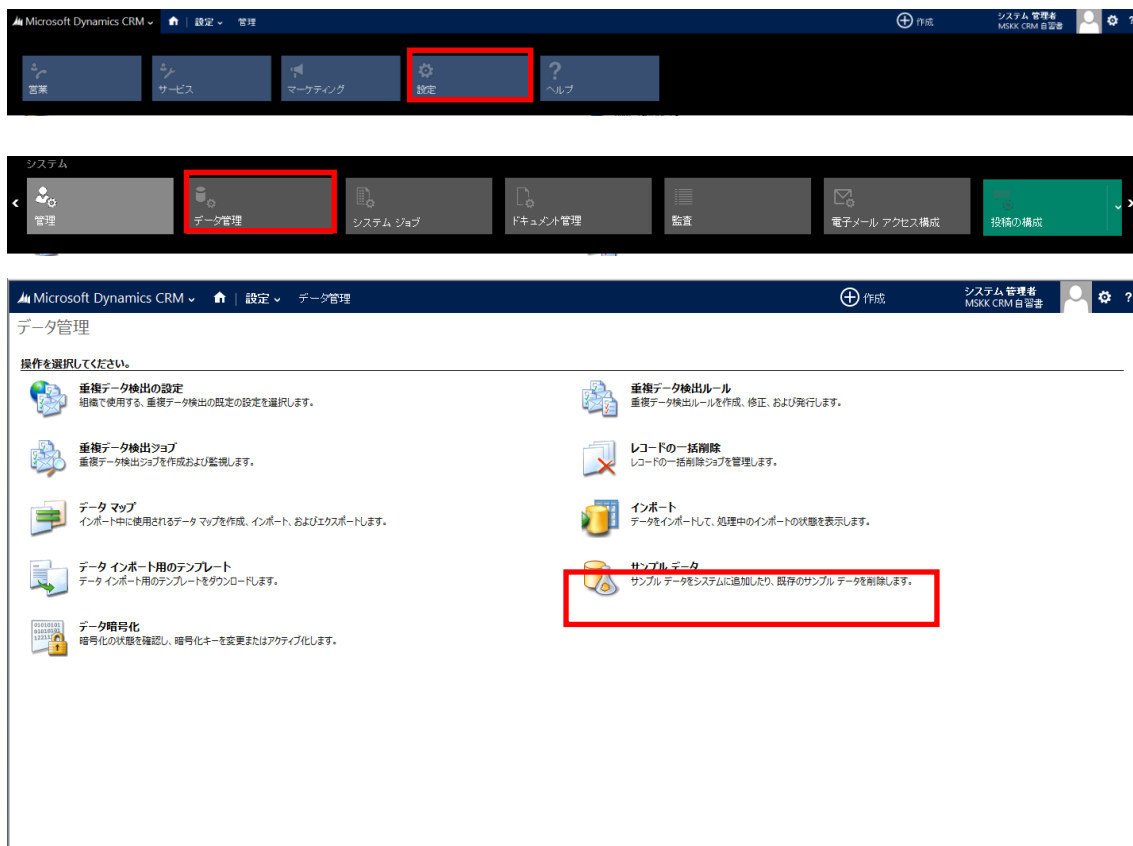 Microsoft Dynamics CRM 設定 管理 作成 システム 管理者
MSKK CRM 自習書
営業 サービス マーケティング 設定 ヘルプ
システム
管理 データ管理 システム ジョブ ドキュメント管理 監査 電子メール アクセス構成 投稿の構成
Microsoft Dynamics CRM 設定 データ管理 作成 システム 管理者
MSKK CRM 自習書
データ管理
操作を選択してください。
重複データ検出の設定
組織で使用する、重複データ検出の既定の設定を選択します。
重複データ検出ルール
重複データ検出ルールを作成、修正、および発行します。
重複データ検出ジョブ
重複データ検出ジョブを作成および監視します。
レコードの一括削除
レコードの一括削除ジョブを管理します。
データ マップ
インポート中に使用されるデータ マップを作成、インポート、およびエクスポートします。
インポート
データをインポートして、処理中のインポートの状態を表示します。
データ インポート用のテンプレート
データ インポート用のテンプレートをダウンロードします。
サンプル データ
サンプル データをシステムに追加したり、既存のサンプル データを削除します。
データ暗号化
暗号化の状態を確認し、暗号化キーを変更またはアクティブ化します。